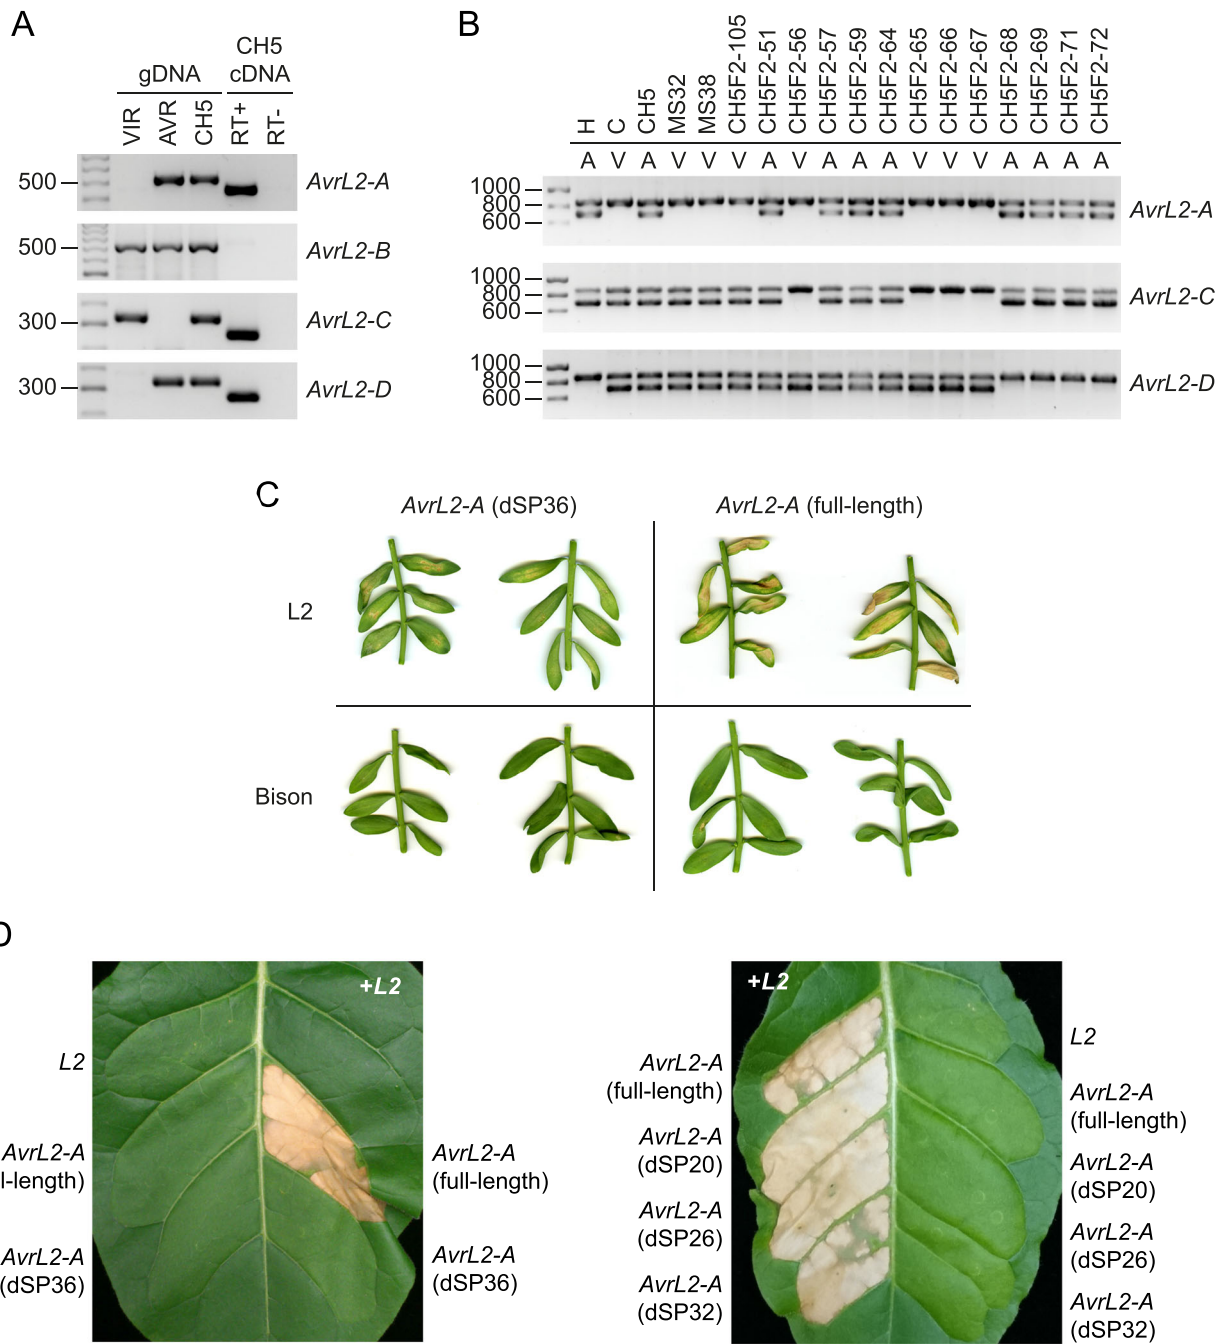 A
CH5
gDNA cDNA
VIR AVR CH5 RT+ RT-
500 AvrL2-A
500 AvrL2-B
300 AvrL2-C
300 AvrL2-D
B
H C CH5 MS32 MS38 CH5F2-105 CH5F2-51 CH5F2-56 CH5F2-57 CH5F2-59 CH5F2-64 CH5F2-65 CH5F2-66 CH5F2-67 CH5F2-68 CH5F2-69 CH5F2-71 CH5F2-72
A V A V V V A V A A A V V V A A A A
1000
800 AvrL2-A
600
1000
800 AvrL2-C
600
1000
800 AvrL2-D
600
C
AvrL2-A (dSP36) AvrL2-A (full-length)
L2
Bison
D
+L2
L2
AvrL2-A
l-length)
AvrL2-A
(dSP36)
AvrL2-A
(full-length)
AvrL2-A
(dSP36)
+L2
AvrL2-A
(full-length)
AvrL2-A
(dSP20)
AvrL2-A
(dSP26)
AvrL2-A
(dSP32)
L2
AvrL2-A
(full-length)
AvrL2-A
(dSP20)
AvrL2-A
(dSP26)
AvrL2-A
(dSP32)